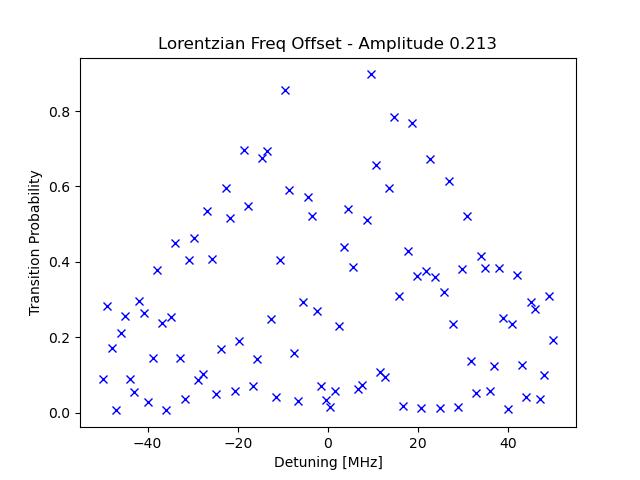 Lorentzian Freq Offset - Amplitude 0.213
Transition Probability
0.8
0.6
0.4
0.2
0.0
−40 −20 0 20 40
Detuning [MHz]